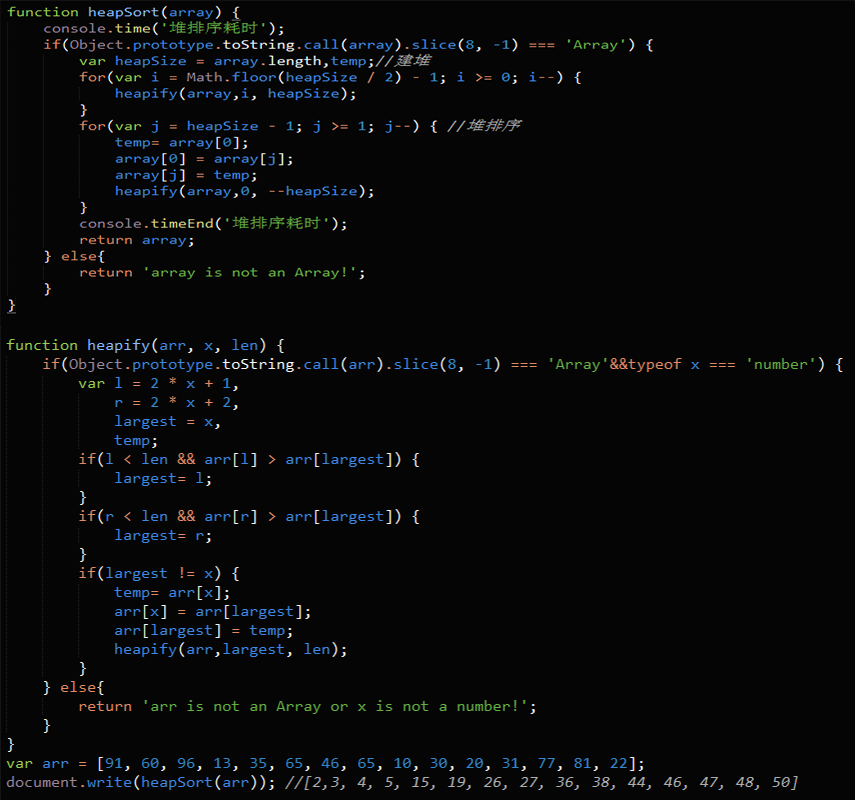 function heapSort(array) {
    console.time('堆排序耗时');
    if(Object.prototype.toString.call(array).slice(8, -1) === 'Array') {
        var heapSize = array.length,temp;//建堆
        for(var i = Math.floor(heapSize / 2) - 1; i >= 0; i--) {
            heapify(array,i, heapSize);
        }
        for(var j = heapSize - 1; j >= 1; j--) { //堆排序
            temp= array[0];
            array[0] = array[j];
            array[j] = temp;
            heapify(array,0, --heapSize);
        }
        console.timeEnd('堆排序耗时');
        return array;
    } else{
        return 'array is not an Array!';
    }
}
function heapify(arr, x, len) {
    if(Object.prototype.toString.call(arr).slice(8, -1) === 'Array'&&typeof x === 'number') {
        var l = 2 * x + 1,
            r = 2 * x + 2,
            largest = x,
            temp;
        if(l < len && arr[l] > arr[largest]) {
            largest= l;
        }
        if(r < len && arr[r] > arr[largest]) {
            largest= r;
        }
        if(largest != x) {
            temp= arr[x];
            arr[x] = arr[largest];
            arr[largest] = temp;
            heapify(arr,largest, len);
        }
    } else{
        return 'arr is not an Array or x is not a number!';
    }
}
var arr = [91, 60, 96, 13, 35, 65, 46, 65, 10, 30, 20, 31, 77, 81, 22];
document.write(heapSort(arr)); //[2,3, 4, 5, 15, 19, 26, 27, 36, 38, 44, 46, 47, 48, 50]